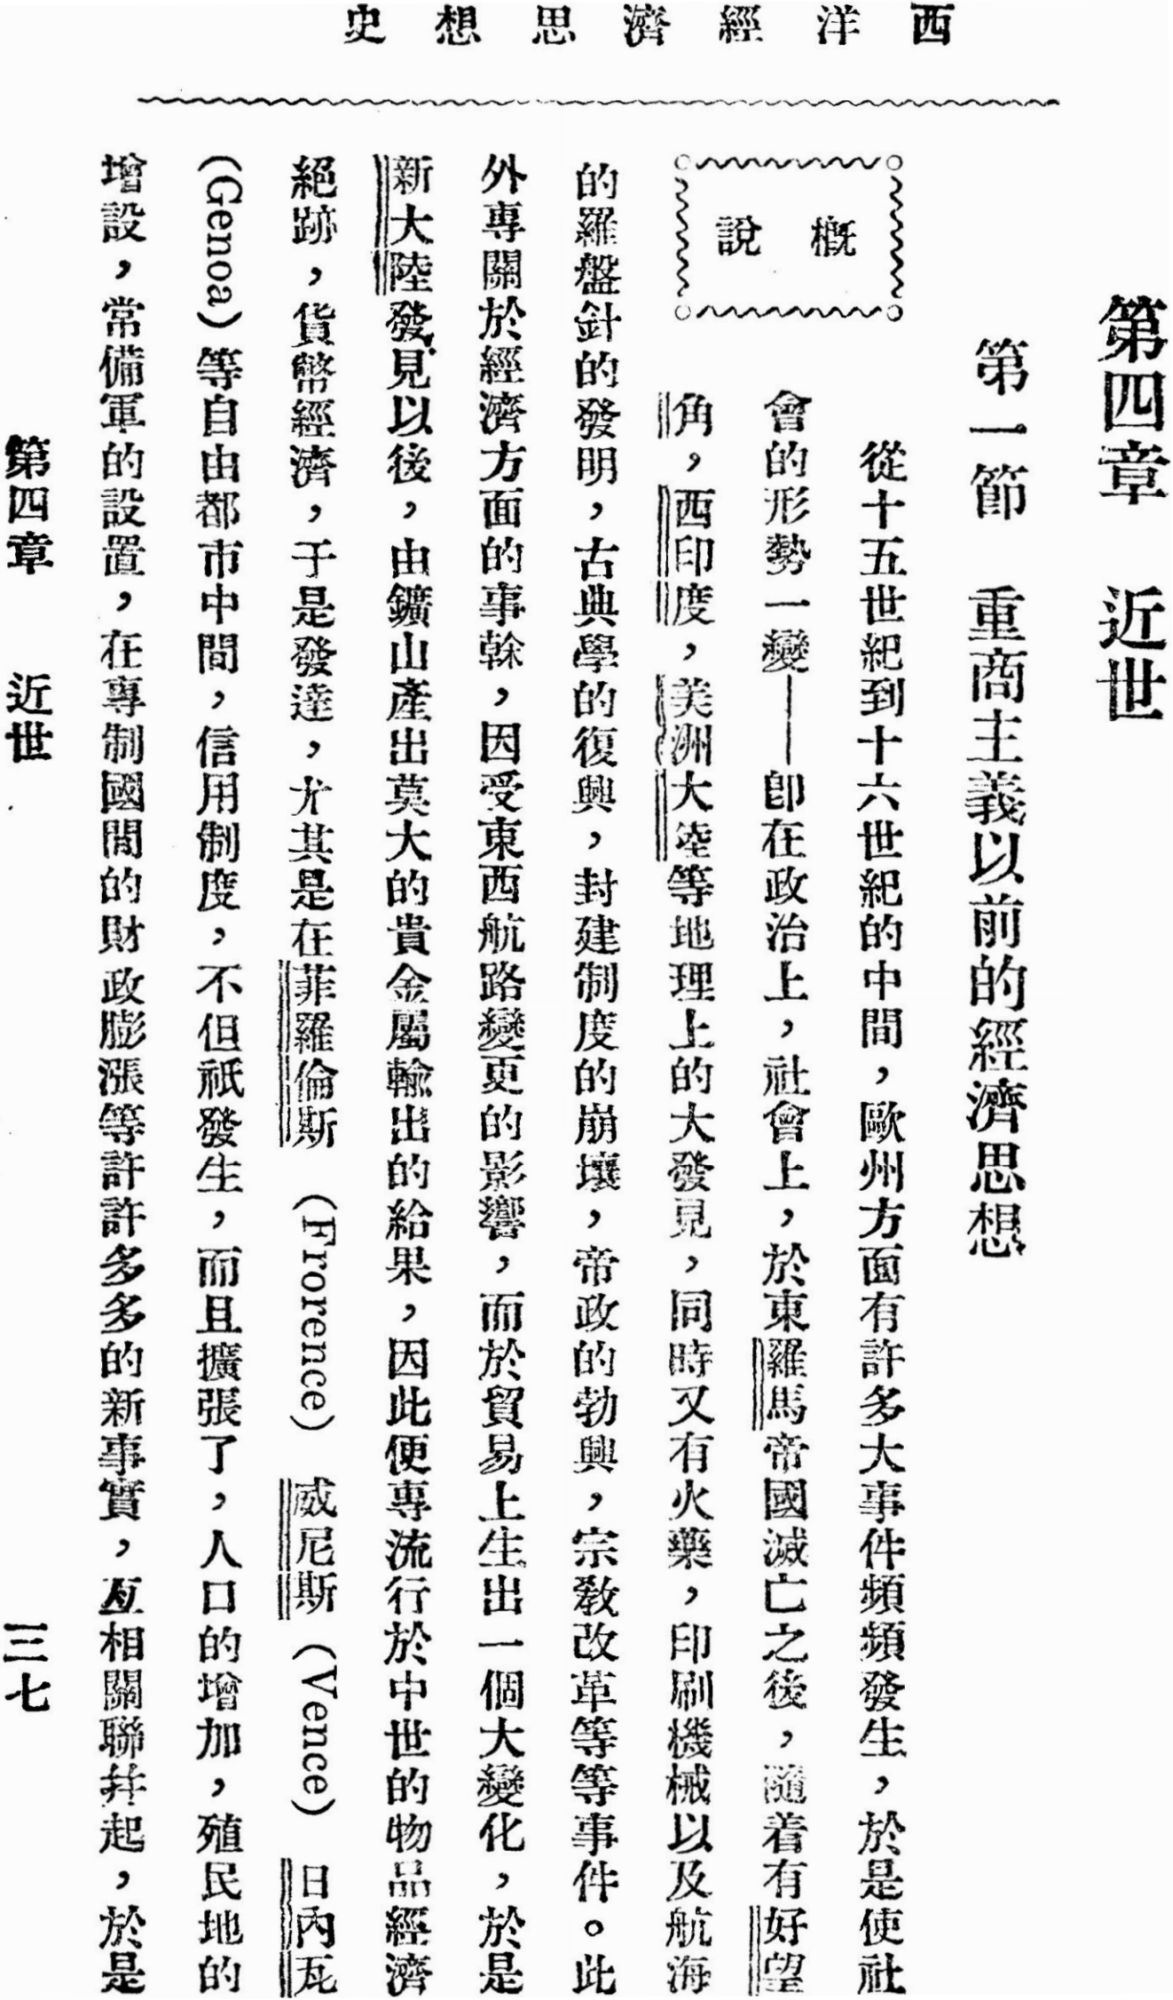 西洋經濟思想史
第四章　近世
第一節　重商主義以前的經濟思想
概說
從十五世紀到十六世紀的中間，歐州方面有許多大事件頻頻發生，於是使社
會的形勢一變——卽在政治上，社會上，於東羅馬帝國滅亡之後，隨着有好望
角，西印度，美洲大陸等地理上的大發見，同時又有火藥，印刷機械以及航海
的羅盤針的發明，古典學的復興，封建制度的崩壞，帝政的勃興，宗敎改革等等事件。此
外專關於經濟方面的事榦，因受東西航路變更的影響，而於貿易上生出一個大變化，於是
新大陸發見以後，由鑛山產出莫大的貴金屬輸出的給果，因此便專流行於中世的物品經濟
絕跡，貨幣經濟，于是發達，尤其是在菲羅倫斯（Frorence）威尼斯（Vence）日內瓦
（Genoa）等自由都市中間，信用制度，不但祇發生，而且擴張了，人口的增加，殖民地的
增設，常備軍的設置，在專制國間的財政膨漲等許許多多的新事實，互相關聯幷起，於是
第四章　近世　三七